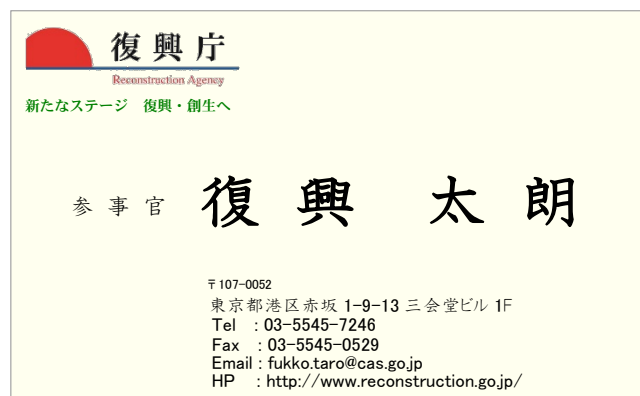 復興庁
Reconstruction Agency
新たなステージ 復興・創生へ
参事官 復興 太朗
〒107-0052
東京都港区赤坂 1-9-13 三会堂ビル 1F
Tel : 03-5545-7246
Fax : 03-5545-0529
Email : fukko.taro@cas.go.jp
HP : http://www.reconstruction.go.jp/